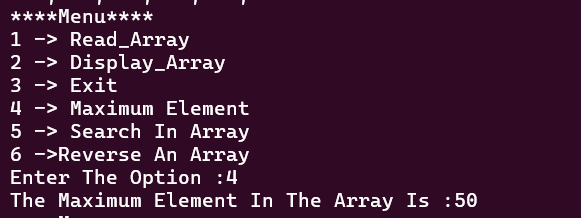 ****Menu****
1 -> Read_Array
2 -> Display_Array
3 -> Exit
4 -> Maximum Element
5 -> Search In Array
6 ->Reverse An Array
Enter The Option :4
The Maximum Element In The Array Is :50